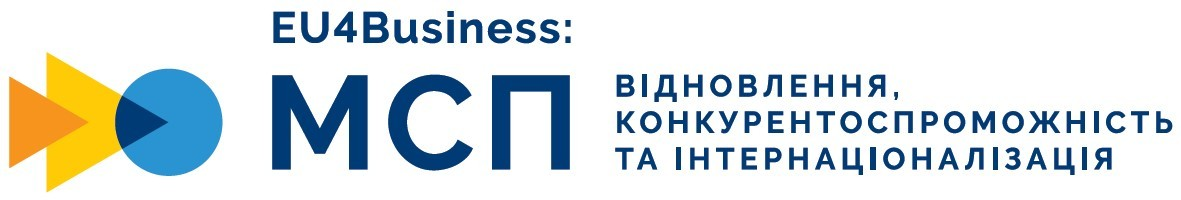 EU4Business:
МСП
ВІДНОВЛЕННЯ,
КОНКУРЕНТОСПРОМОЖНІСТЬ
ТА ІНТЕРНАЦІОНАЛІЗАЦІЯ